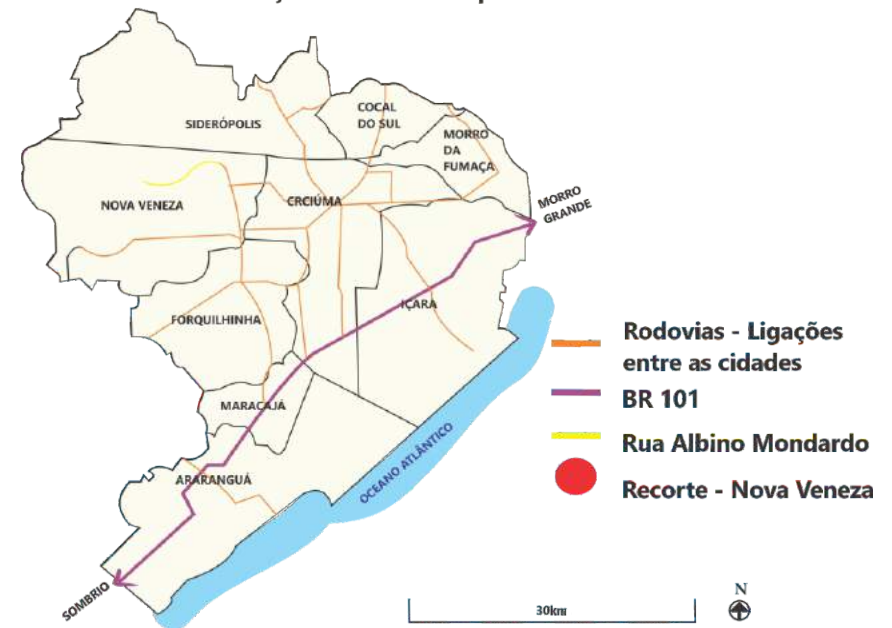 SIDERÓPOLIS
COCAL
DO SUL
MORRO
DA
FUMAÇA
NOVA VENEZA
CRCIÚMA
MORRO
GRANDE
IÇARA
FORQUILHINHA
MARACAJÁ
ARARANGUÁ
OCEANO ATLÂNTICO
SOMBRIO
Rodovias - Ligações
entre as cidades
BR 101
Rua Albino Mondardo
Recorte - Nova Veneza
30km
N